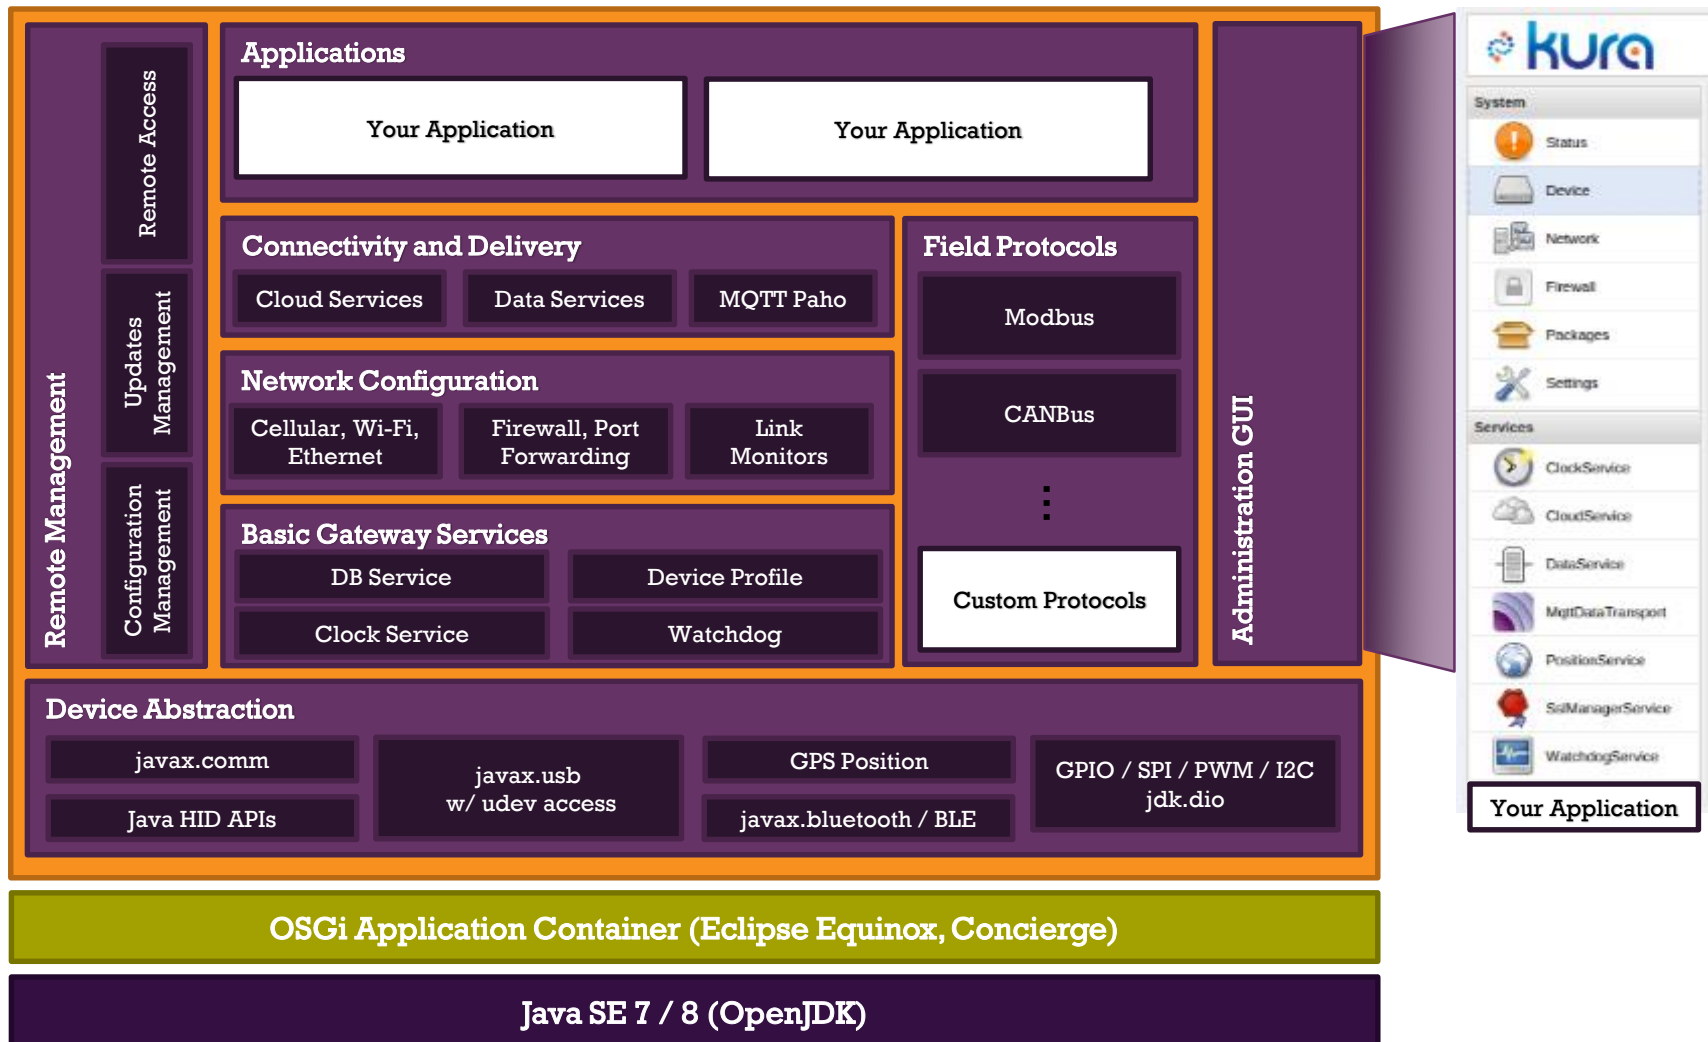 Remote Management
Remote Access
Updates
Management
Configuration
Management
Applications
Your Application
Your Application
Connectivity and Delivery
Cloud Services
Data Services
MQTT Paho
Network Configuration
Cellular, Wi-Fi,
Ethernet
Firewall, Port
Forwarding
Link
Monitors
Basic Gateway Services
DB Service
Device Profile
Clock Service
Watchdog
Field Protocols
Modbus
CANBus
⋮
Custom Protocols
Administration GUI
Device Abstraction
javax.comm
Java HID APIs
javax.usb
w/ udev access
GPS Position
javax.bluetooth / BLE
GPIO / SPI / PWM / I2C
jdk.dio
OSGi Application Container (Eclipse Equinox, Concierge)
Java SE 7 / 8 (OpenJDK)
kura
System
Status
Device
Network
Firewall
Packages
Settings
Services
ClockService
CloudService
DataService
MqttDataTransport
PositionService
SslManagerService
WatchdogService
Your Application